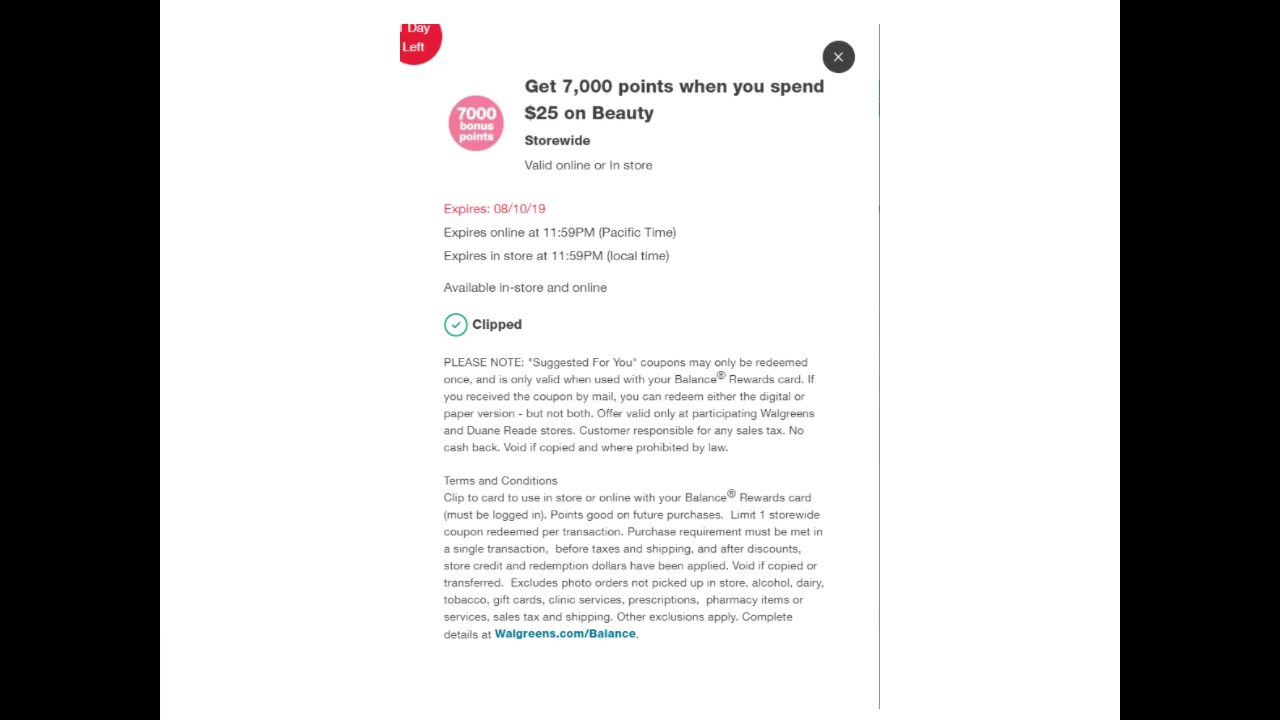 Day
Left
Get 7,000 points when you spend
$25 on Beauty
7000
bonus
points
Storewide
Valid online or In store
Expires: 08/10/19
Expires online at 11:59PM (Pacific Time)
Expires in store at 11:59PM (local time)
Available in-store and online
Clipped
PLEASE NOTE: "Suggested For You" coupons may only be redeemed
once, and is only valid when used with your Balance® Rewards card. If
you received the coupon by mail, you can redeem either the digital or
paper version - but not both. Offer valid only at participating Walgreens
and Duane Reade stores. Customer responsible for any sales tax. No
cash back. Void if copied and where prohibited by law.
Terms and Conditions
Clip to card to use in store or online with your Balance® Rewards card
(must be logged in). Points good on future purchases.  Limit 1 storewide
coupon redeemed per transaction. Purchase requirement must be met in
a single transaction,  before taxes and shipping, and after discounts,
store credit and redemption dollars have been applied. Void if copied or
transferred.  Excludes photo orders not picked up in store, alcohol, dairy,
tobacco, gift cards, clinic services, prescriptions,  pharmacy items or
services, sales tax and shipping. Other exclusions apply. Complete
details at Walgreens.com/Balance.